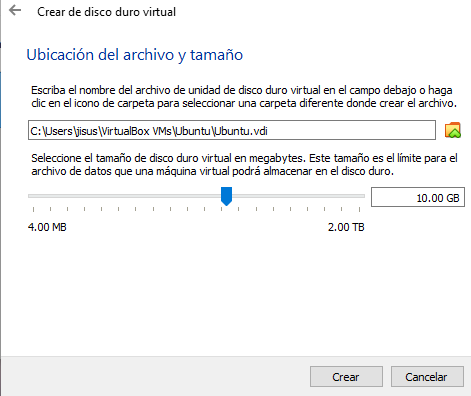 Crear de disco duro virtual
Ubicación del archivo y tamaño
Escriba el nombre del archivo de unidad de disco duro virtual en el campo debajo o haga
clic en el icono de carpeta para seleccionar una carpeta diferente donde crear el archivo.
C:\Users\jisus\VirtualBox VMs\Ubuntu\Ubuntu.vdi
Seleccione el tamaño de disco duro virtual en megabytes. Este tamaño es el límite para el
archivo de datos que una máquina virtual podrá almacenar en el disco duro.
10.00 GB
4.00 MB 2.00 TB
Crear Cancelar